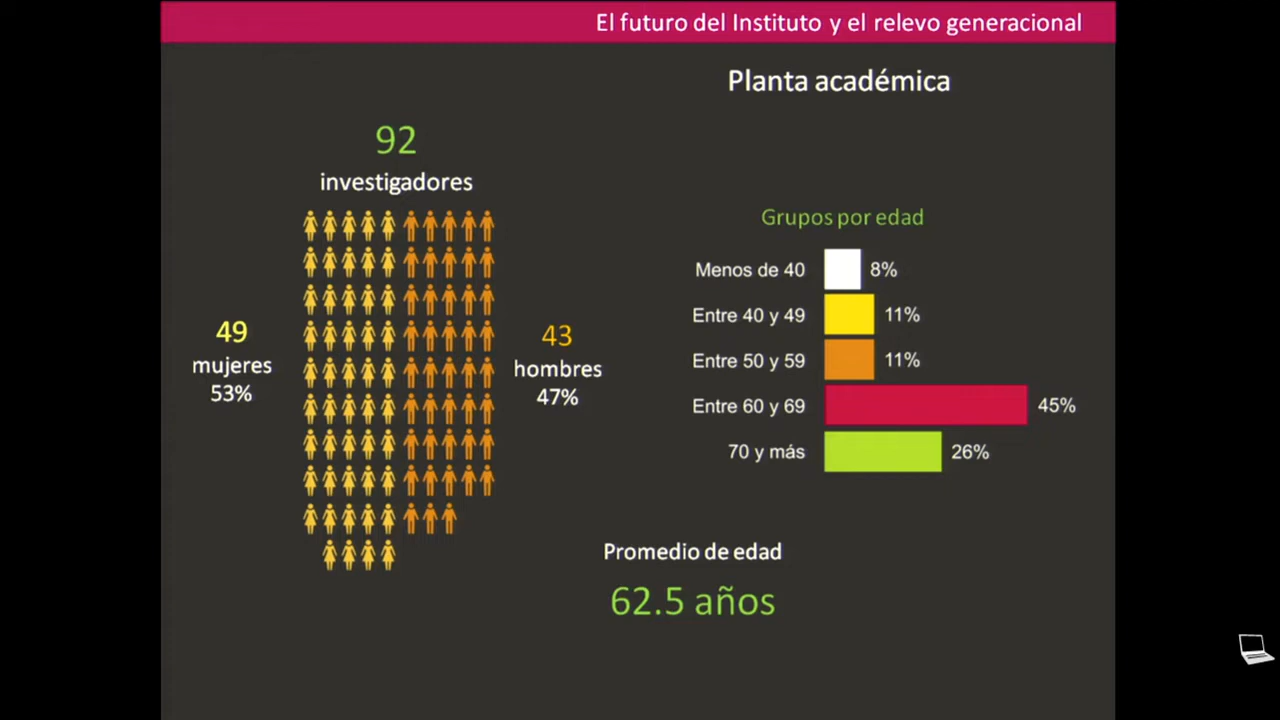 El futuro del Instituto y el relevo generacional
Planta académica
92
investigadores
49
mujeres
53%
43
hombres
47%
Grupos por edad
Menos de 40 8%
Entre 40 y 49 11%
Entre 50 y 59 11%
Entre 60 y 69 45%
70 y más 26%
Promedio de edad
62.5 años